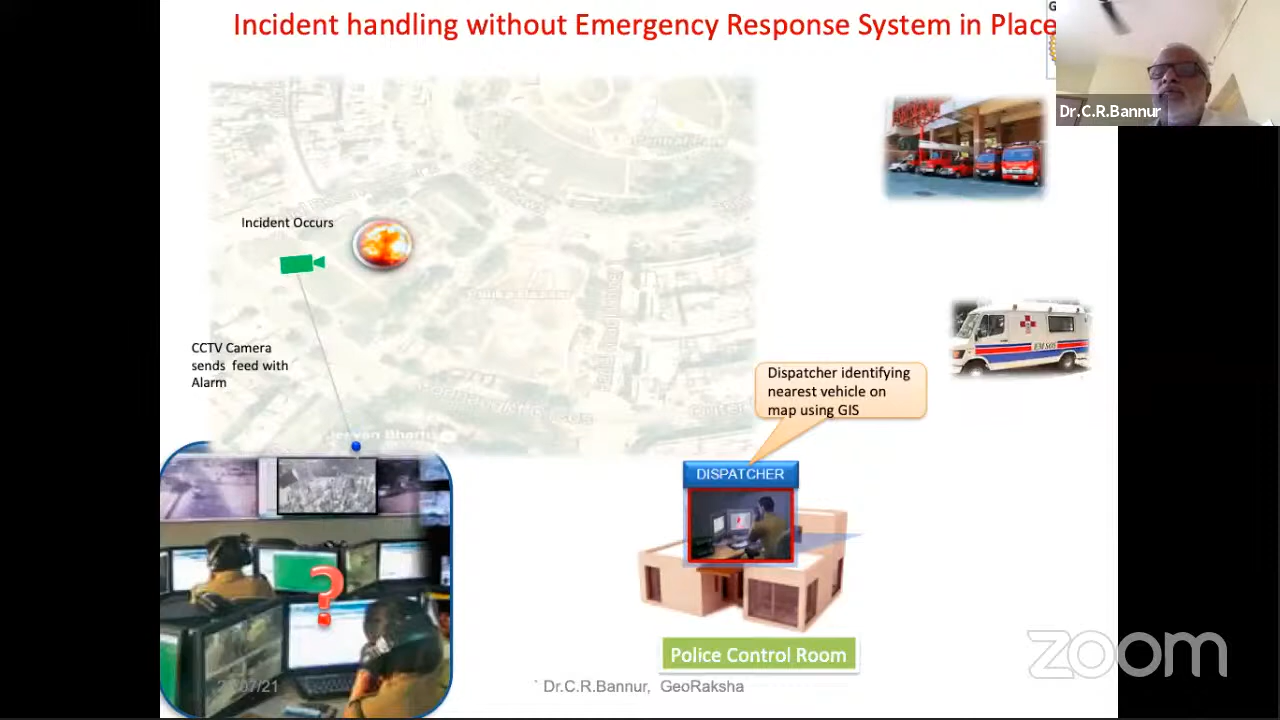 Incident handling without Emergency Response System in Place
G
Dr.C.R.Bannur
Incident Occurs
CCTV Camera
sends feed with
Alarm
Dispatcher identifying
nearest vehicle on
map using GIS
DISPATCHER
?
Police Control Room
Dr.C.R.Bannur, GeoRaksha
zoom